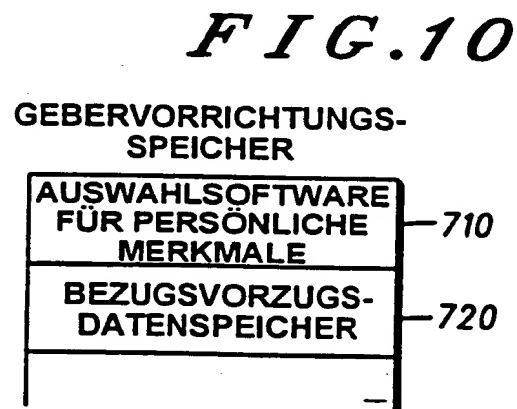 FIG.10
GEBERVORRICHTUNGS-
SPEICHER
AUSWAHLSOFTWARE
FÜR PERSÖNLICHE
MERKMALE
710
BEZUGSVORZUGS-
DATENSPEICHER
720